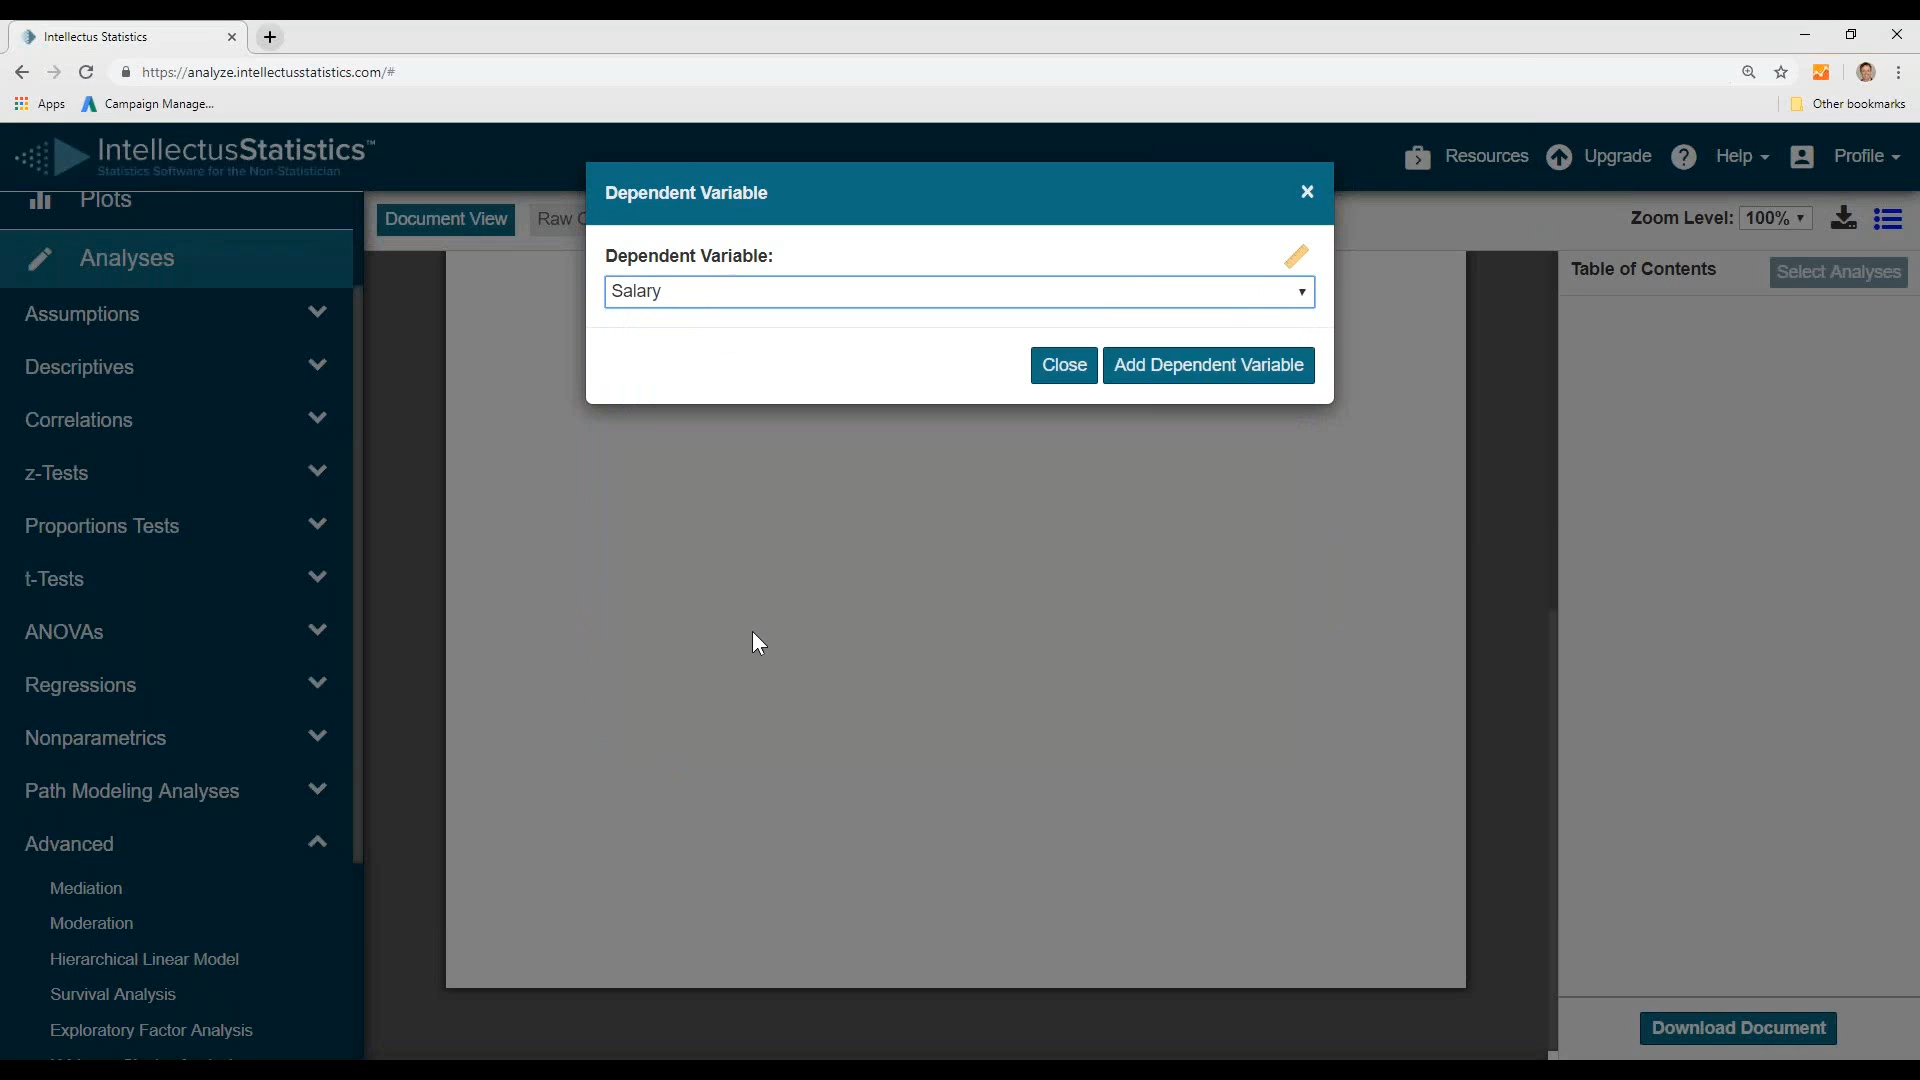 Intellectus Statistics
https://analyze.intellectusstatistics.com/#
Apps
Campaign Manage...
Other bookmarks
IntellectusStatistics™
Statistics Software for the Non-Statistician
Resources
Upgrade
Help
Profile
Plots
Analyses
Assumptions
Descriptives
Correlations
z-Tests
Proportions Tests
t-Tests
ANOVAs
Regressions
Nonparametrics
Path Modeling Analyses
Advanced
Mediation
Moderation
Hierarchical Linear Model
Survival Analysis
Exploratory Factor Analysis
Document View
Raw
Zoom Level: 100%
Dependent Variable
Dependent Variable:
Salary
Close
Add Dependent Variable
Table of Contents
Select Analyses
Download Document